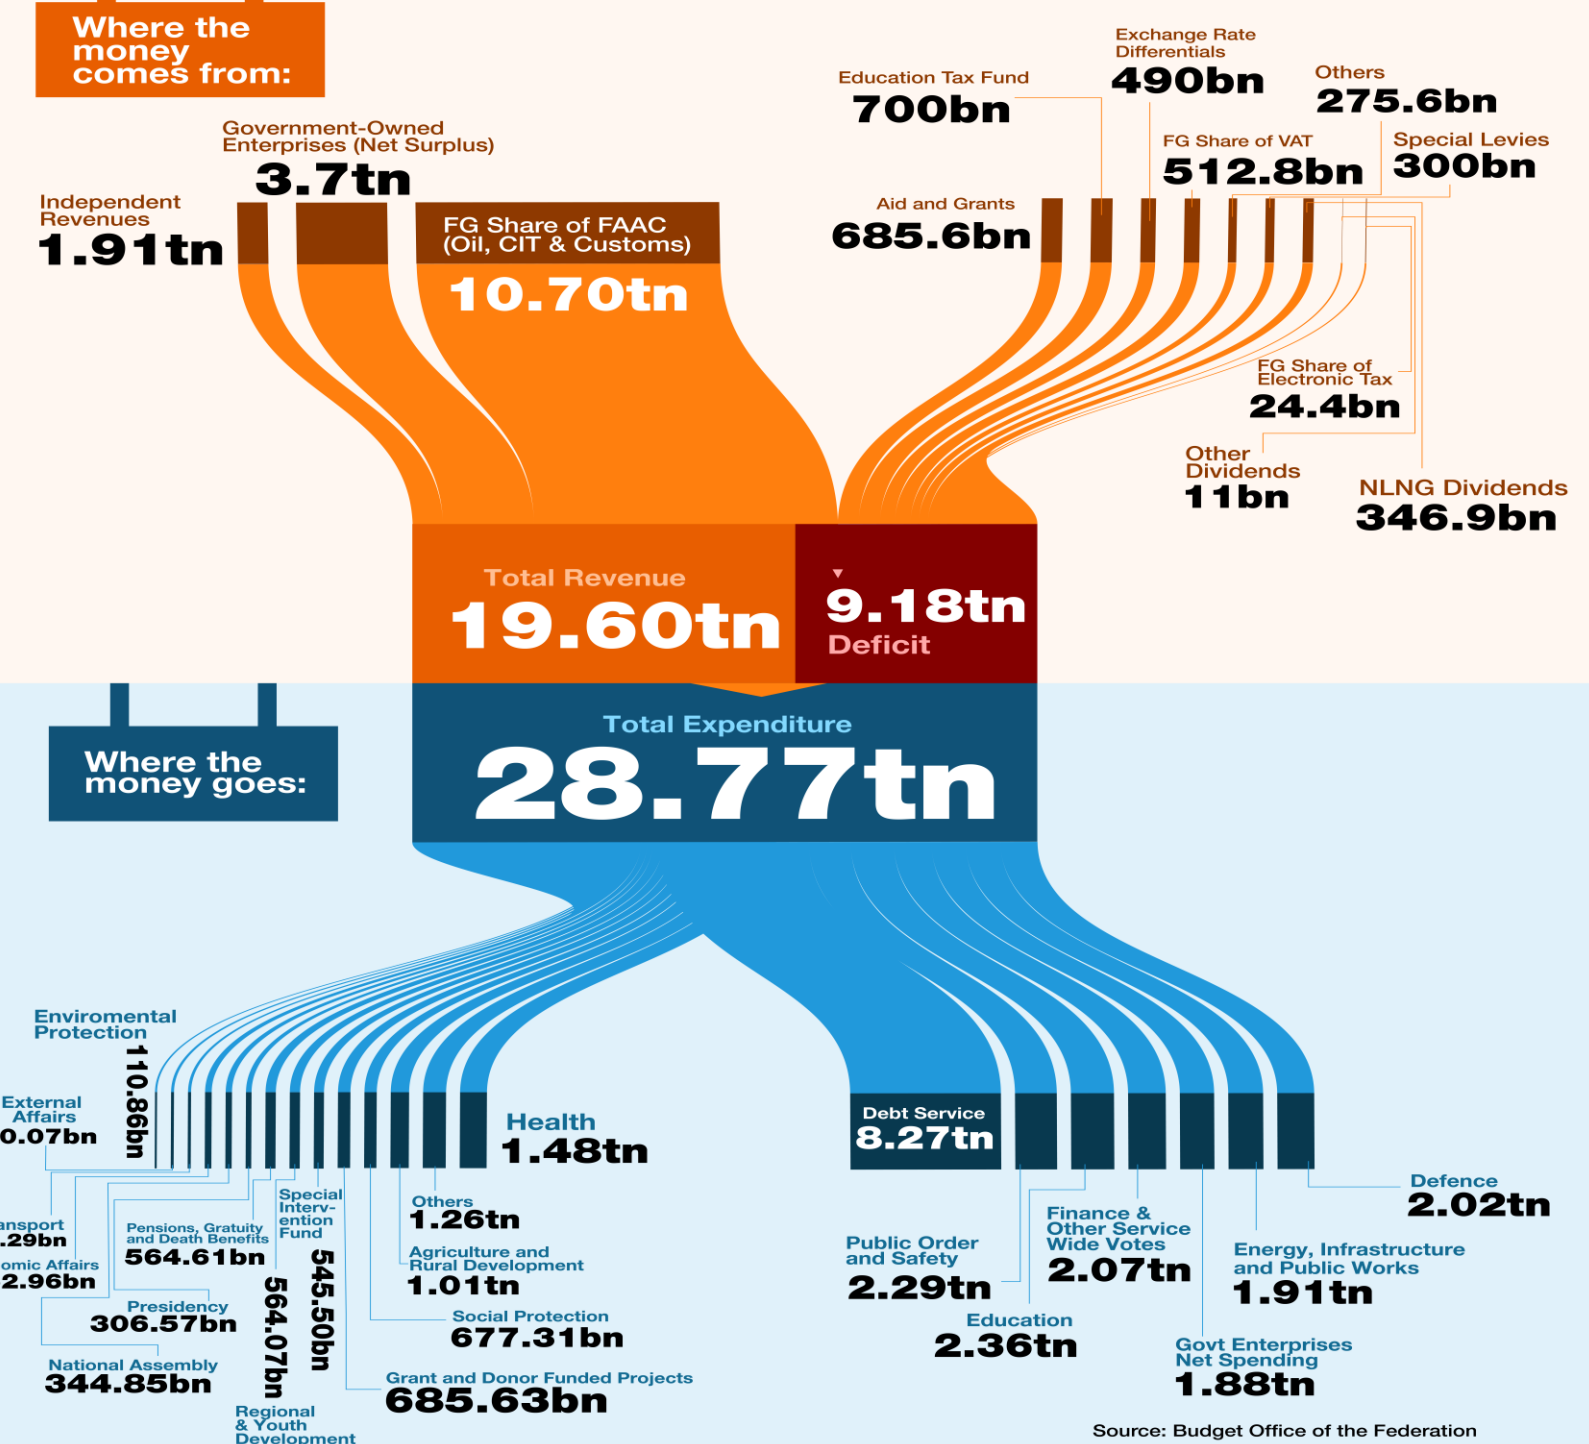 Where the
money
comes from:
Government-Owned
Enterprises (Net Surplus)
3.7tn
Independent
Revenues
1.91tn
FG Share of FAAC
(Oil, CIT & Customs)
10.70tn
Education Tax Fund
700bn
Exchange Rate
Differentials
490bn
Others
275.6bn
FG Share of VAT
512.8bn
Special Levies
300bn
Aid and Grants
685.6bn
FG Share of
Electronic Tax
24.4bn
Other
Dividends
11bn
NLNG Dividends
346.9bn
Total Revenue
19.60tn
9.18tn
Deficit
Where the
money goes:
Total Expenditure
28.77tn
Enviromental
Protection
110.86bn
External
Affairs
0.07bn
ansport
.29bn
omic Affairs
2.96bn
Pensions, Gratuity
and Death Benefits
564.61bn
Presidency
306.57bn
National Assembly
344.85bn
Special
Interv-
ention
Fund
545.50bn
564.07bn
Regional
& Youth
Development
Health
1.48tn
Others
1.26tn
Agriculture and
Rural Development
1.01tn
Social Protection
677.31bn
Grant and Donor Funded Projects
685.63bn
Debt Service
8.27tn
Public Order
and Safety
2.29tn
Education
2.36tn
Finance &
Other Service
Wide Votes
2.07tn
Defence
2.02tn
Energy, Infrastructure
and Public Works
1.91tn
Govt Enterprises
Net Spending
1.88tn
Source: Budget Office of the Federation